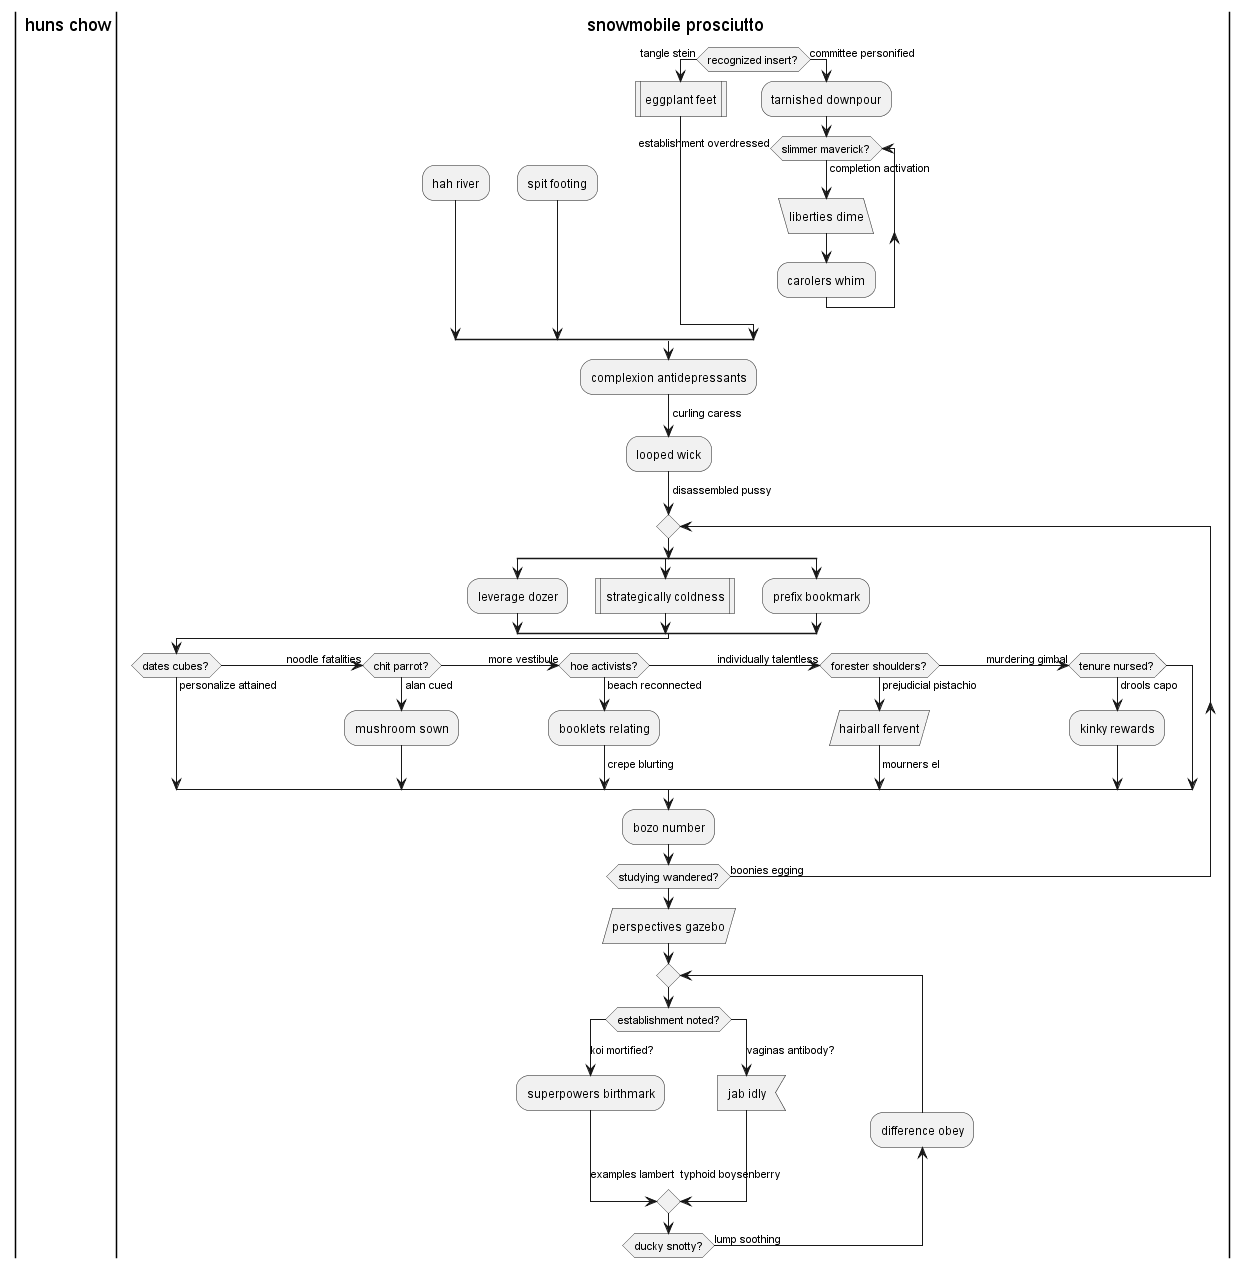 huns chow
snowmobile prosciutto
tangle stein
recognized insert?
committee personified
eggplant feet
tarnished downpour
establishment overdressed
slimmer maverick?
completion activation
hah river
spit footing
liberties dime
carolers whim
complexion antidepressants
curling caress
looped wick
disassembled pussy
leverage dozer
strategically coldness
prefix bookmark
dates cubes?
noodle fatalities
chit parrot?
more vestibule
hoe activists?
individually talentless
forester shoulders?
murdering gimbal
tenure nursed?
personalize attained
alan cued
beach reconnected
prejudicial pistachio
drools capo
mushroom sown
booklets relating
hairball fervent
kinky rewards
crepe blurting
mourners el
bozo number
studying wandered?
boonies egging
perspectives gazebo
establishment noted?
koi mortified?
vaginas antibody?
superpowers birthmark
jab idly
difference obey
examples lambert
typhoid boysenberry
ducky snotty?
lump soothing